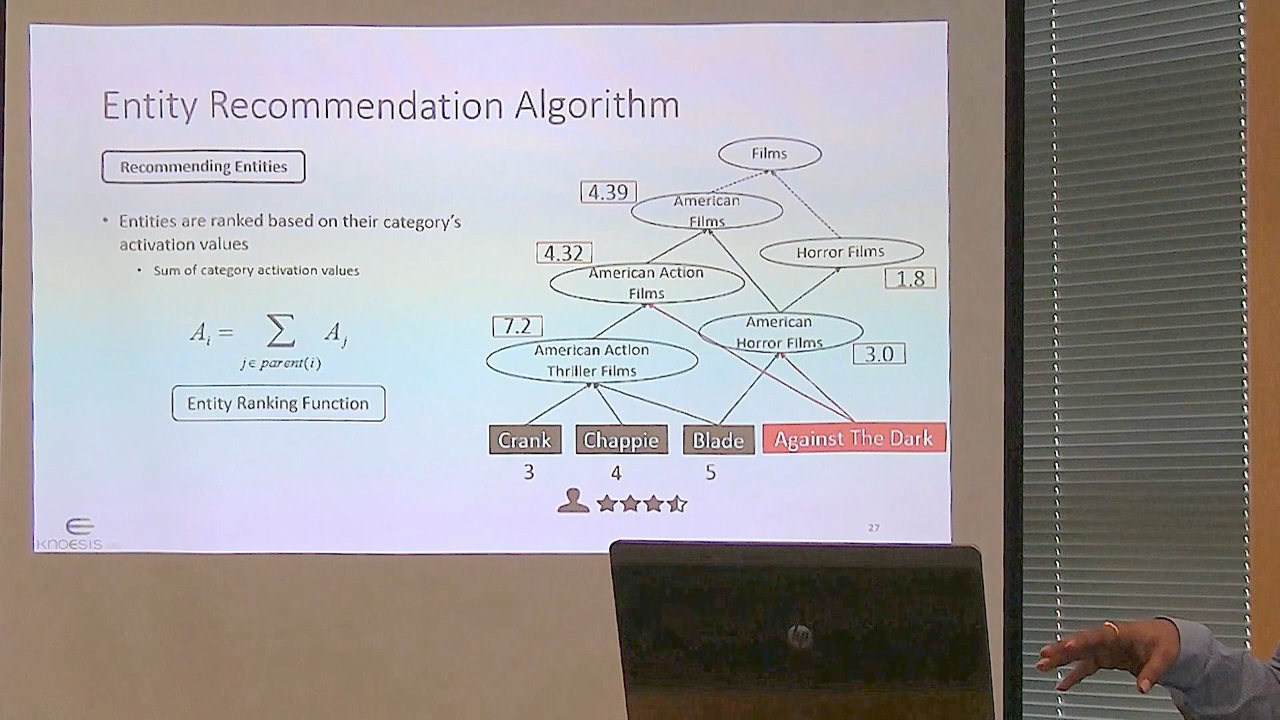 Entity Recommendation Algorithm
Recommending Entities
• Entities are ranked based on their category's
activation values
• Sum of category activation values
A_i = ∑ A_j
j∈ parent(i)
Entity Ranking Function
Films
4.39
American
Films
4.32
Horror Films
American Action
Films
1.8
7.2
American
Horror Films
American Action
Thriller Films
3.0
Crank
Chappie
Blade
Against The Dark
3
4
5
KNOESIS
27
hp